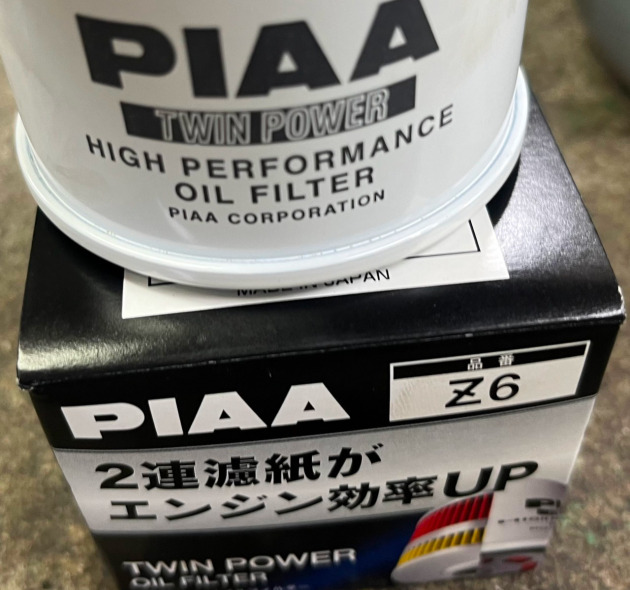 PIAA
TWIN POWER
HIGH PERFORMANCE
OIL FILTER
PIAA CORPORATION
MADE IN JAPAN
品番
Z6
PIAA
2連濾紙が
エンジン効率UP
TWIN POWER
OIL FILTER